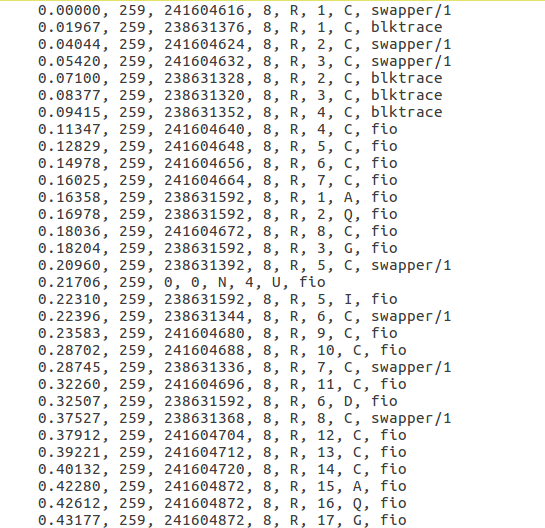 0.00000, 259, 241604616, 8, R, 1, C, swapper/1
0.01967, 259, 238631376, 8, R, 1, C, blktrace
0.04044, 259, 241604624, 8, R, 2, C, swapper/1
0.05420, 259, 241604632, 8, R, 3, C, swapper/1
0.07100, 259, 238631328, 8, R, 2, C, blktrace
0.08377, 259, 238631320, 8, R, 3, C, blktrace
0.09415, 259, 238631352, 8, R, 4, C, blktrace
0.11347, 259, 241604640, 8, R, 4, C, fio
0.12829, 259, 241604648, 8, R, 5, C, fio
0.14978, 259, 241604656, 8, R, 6, C, fio
0.16025, 259, 241604664, 8, R, 7, C, fio
0.16358, 259, 238631592, 8, R, 1, A, fio
0.16978, 259, 238631592, 8, R, 2, Q, fio
0.18036, 259, 241604672, 8, R, 8, C, fio
0.18204, 259, 238631592, 8, R, 3, G, fio
0.20960, 259, 238631392, 8, R, 5, C, swapper/1
0.21706, 259, 0, 0, N, 4, U, fio
0.22310, 259, 238631592, 8, R, 5, I, fio
0.22396, 259, 238631344, 8, R, 6, C, swapper/1
0.23583, 259, 241604680, 8, R, 9, C, fio
0.28702, 259, 241604688, 8, R, 10, C, fio
0.28745, 259, 238631336, 8, R, 7, C, swapper/1
0.32260, 259, 241604696, 8, R, 11, C, fio
0.32507, 259, 238631592, 8, R, 6, D, fio
0.37527, 259, 238631368, 8, R, 8, C, swapper/1
0.37912, 259, 241604704, 8, R, 12, C, fio
0.39221, 259, 241604712, 8, R, 13, C, fio
0.40132, 259, 241604720, 8, R, 14, C, fio
0.42280, 259, 241604872, 8, R, 15, A, fio
0.42612, 259, 241604872, 8, R, 16, Q, fio
0.43177, 259, 241604872, 8, R, 17, G, fio